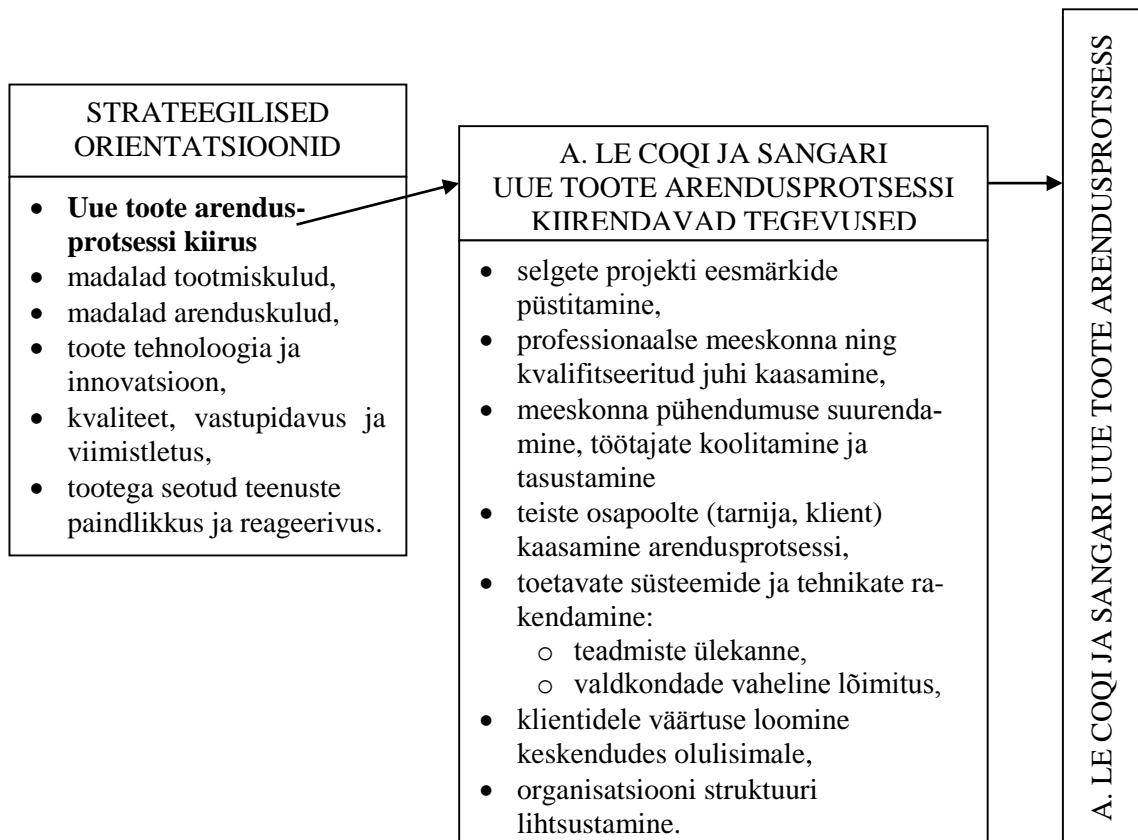 STRATEEGILISED
ORIENTATSIOONID
• Uue toote arendus-
protsessi kiirus
• madalad tootmiskulud,
• madalad arenduskulud,
• toote tehnoloogia ja
innovatsioon,
• kvaliteet, vastupidavus ja
viimistletus,
• tootega seotud teenuste
paindlikkus ja reageerivus.
A. LE COQI JA SANGARI
UUE TOOTE ARENDUSPROTSESSI
KIIRENDAVAD TEGEVUSED
• selgete projekti eesmärkide
püstitamine,
• professionaalse meeskonna ning
kvalifitseeritud juhi kaasamine,
• meeskonna pühendumuse suurenda-
mine, töötajate koolitamine ja
tasustamine
• teiste osapoolte (tarnija, klient)
kaasamine arendusprotsessi,
• toetavate süsteemide ja tehnikate ra-
kendamine:
o teadmiste ülekanne,
o valdkondade vaheline lõimitus,
• klientidele väärtuse loomine
keskendudes olulisimale,
• organisatsiooni struktuuri
lihtsustamine.
A. LE COQI JA SANGARI UUE TOOTE ARENDUSPROTSESS